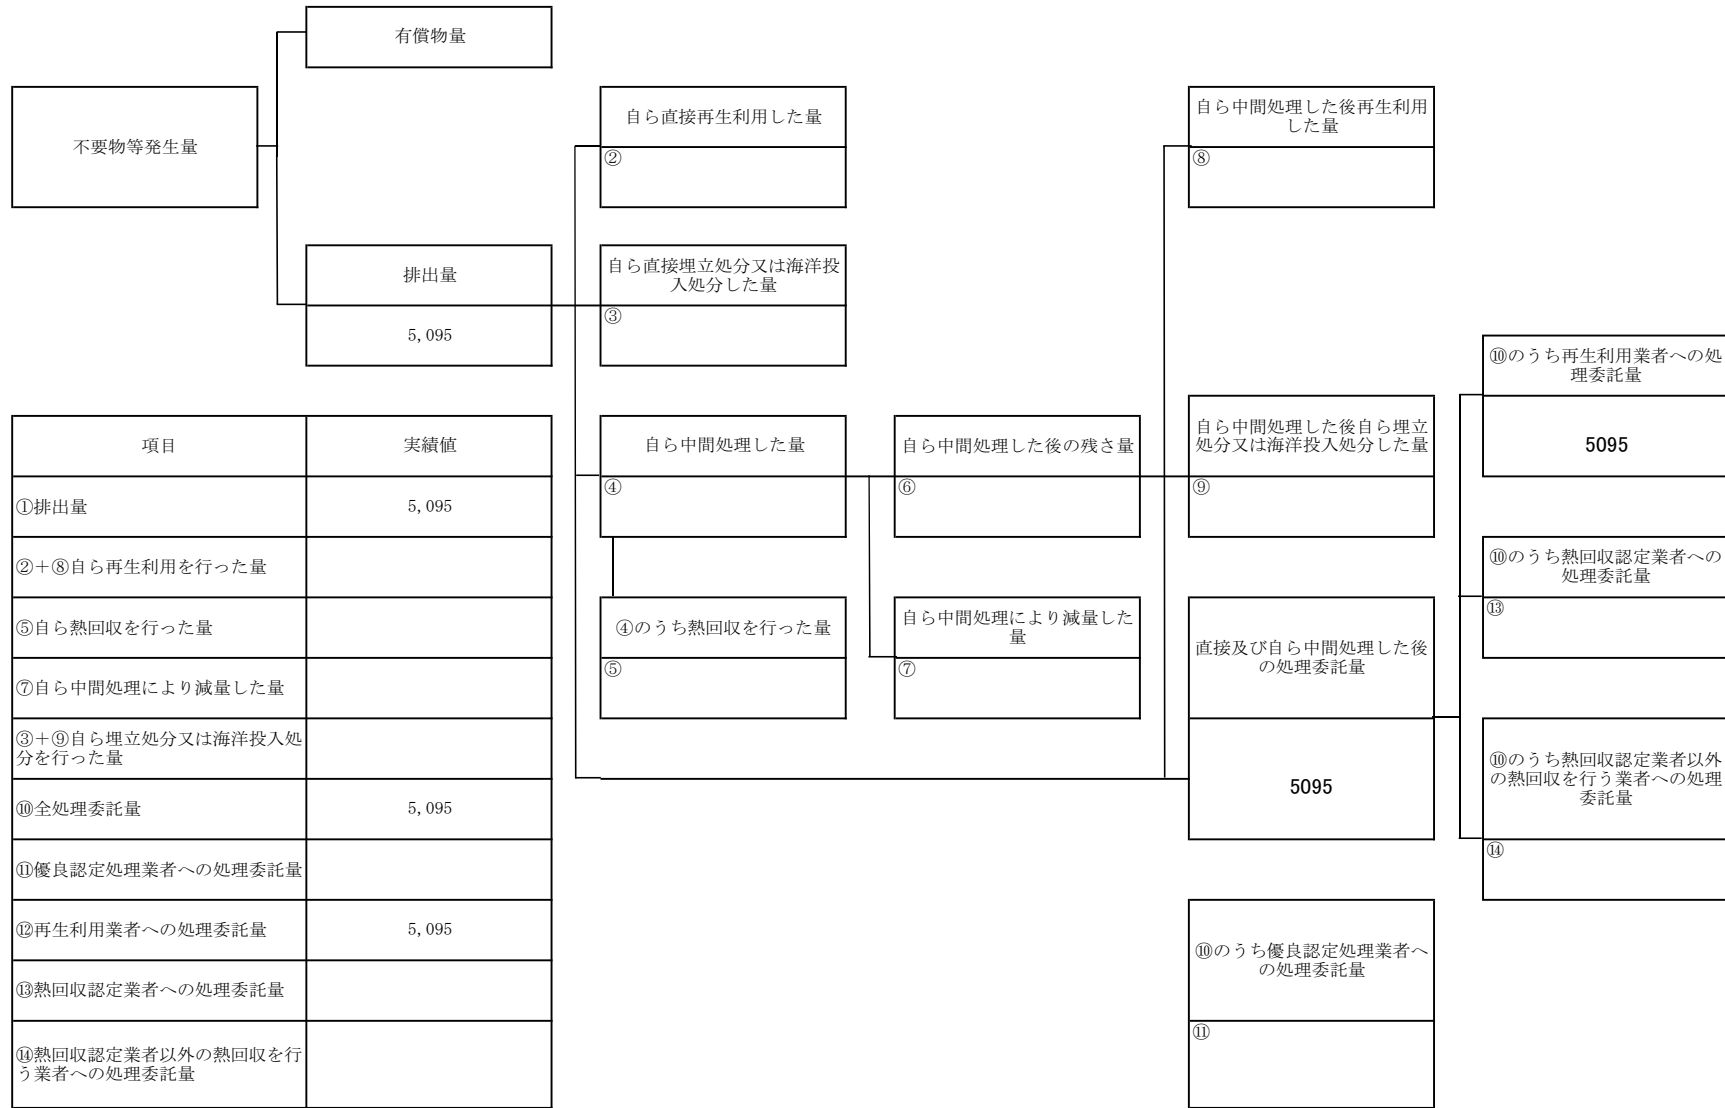 有償物量
不要物等発生量
排出量
5,095
自ら直接再生利用した量
②
自ら直接埋立処分又は海洋投
入処分した量
③
自ら中間処理した量
④
④のうち熱回収を行った量
⑤
自ら中間処理した後の残さ量
⑥
自ら中間処理により減量した
量
⑦
自ら中間処理した後再生利用
した量
⑧
自ら中間処理した後自ら埋立
処分又は海洋投入処分した量
⑨
直接及び自ら中間処理した後
の処理委託量
5095
⑩のうち優良認定処理業者へ
の処理委託量
⑪
⑩のうち再生利用業者への処
理委託量
5095
⑩のうち熱回収認定業者への
処理委託量
⑬
⑩のうち熱回収認定業者以外
の熱回収を行う業者への処理
委託量
⑭
項目 実績値
①排出量 5,095
②+⑧自ら再生利用を行った量
⑤自ら熱回収を行った量
⑦自ら中間処理により減量した量
③+⑨自ら埋立処分又は海洋投入処
分を行った量
⑩全処理委託量 5,095
⑪優良認定処理業者への処理委託量
⑫再生利用業者への処理委託量 5,095
⑬熱回収認定業者への処理委託量
⑭熱回収認定業者以外の熱回収を行
う業者への処理委託量